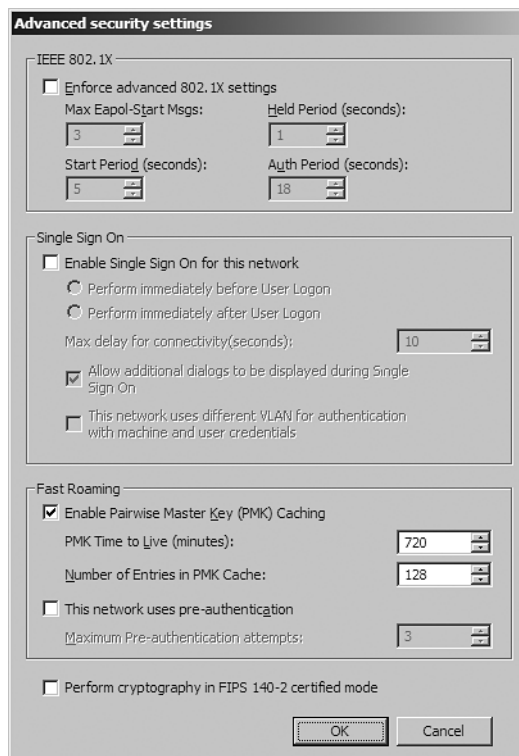 Advanced security settings
IEEE 802.1X
Enforce advanced 802.1X settings
Max Eapol-Start Msgs: Held Period (seconds):
3 1
Start Period (seconds): Auth Period (seconds):
5 18
Single Sign On
Enable Single Sign On for this network
Perform immediately before User Logon
Perform immediately after User Logon
Max delay for connectivity(seconds): 10
Allow additional dialogs to be displayed during Single
Sign On
This network uses different VLAN for authentication
with machine and user credentials
Fast Roaming
Enable Pairwise Master Key (PMK) Caching
PMK Time to Live (minutes): 720
Number of Entries in PMK Cache: 128
This network uses pre-authentication
Maximum Pre-authentication attempts: 3
Perform cryptography in FIPS 140-2 certified mode
OK Cancel